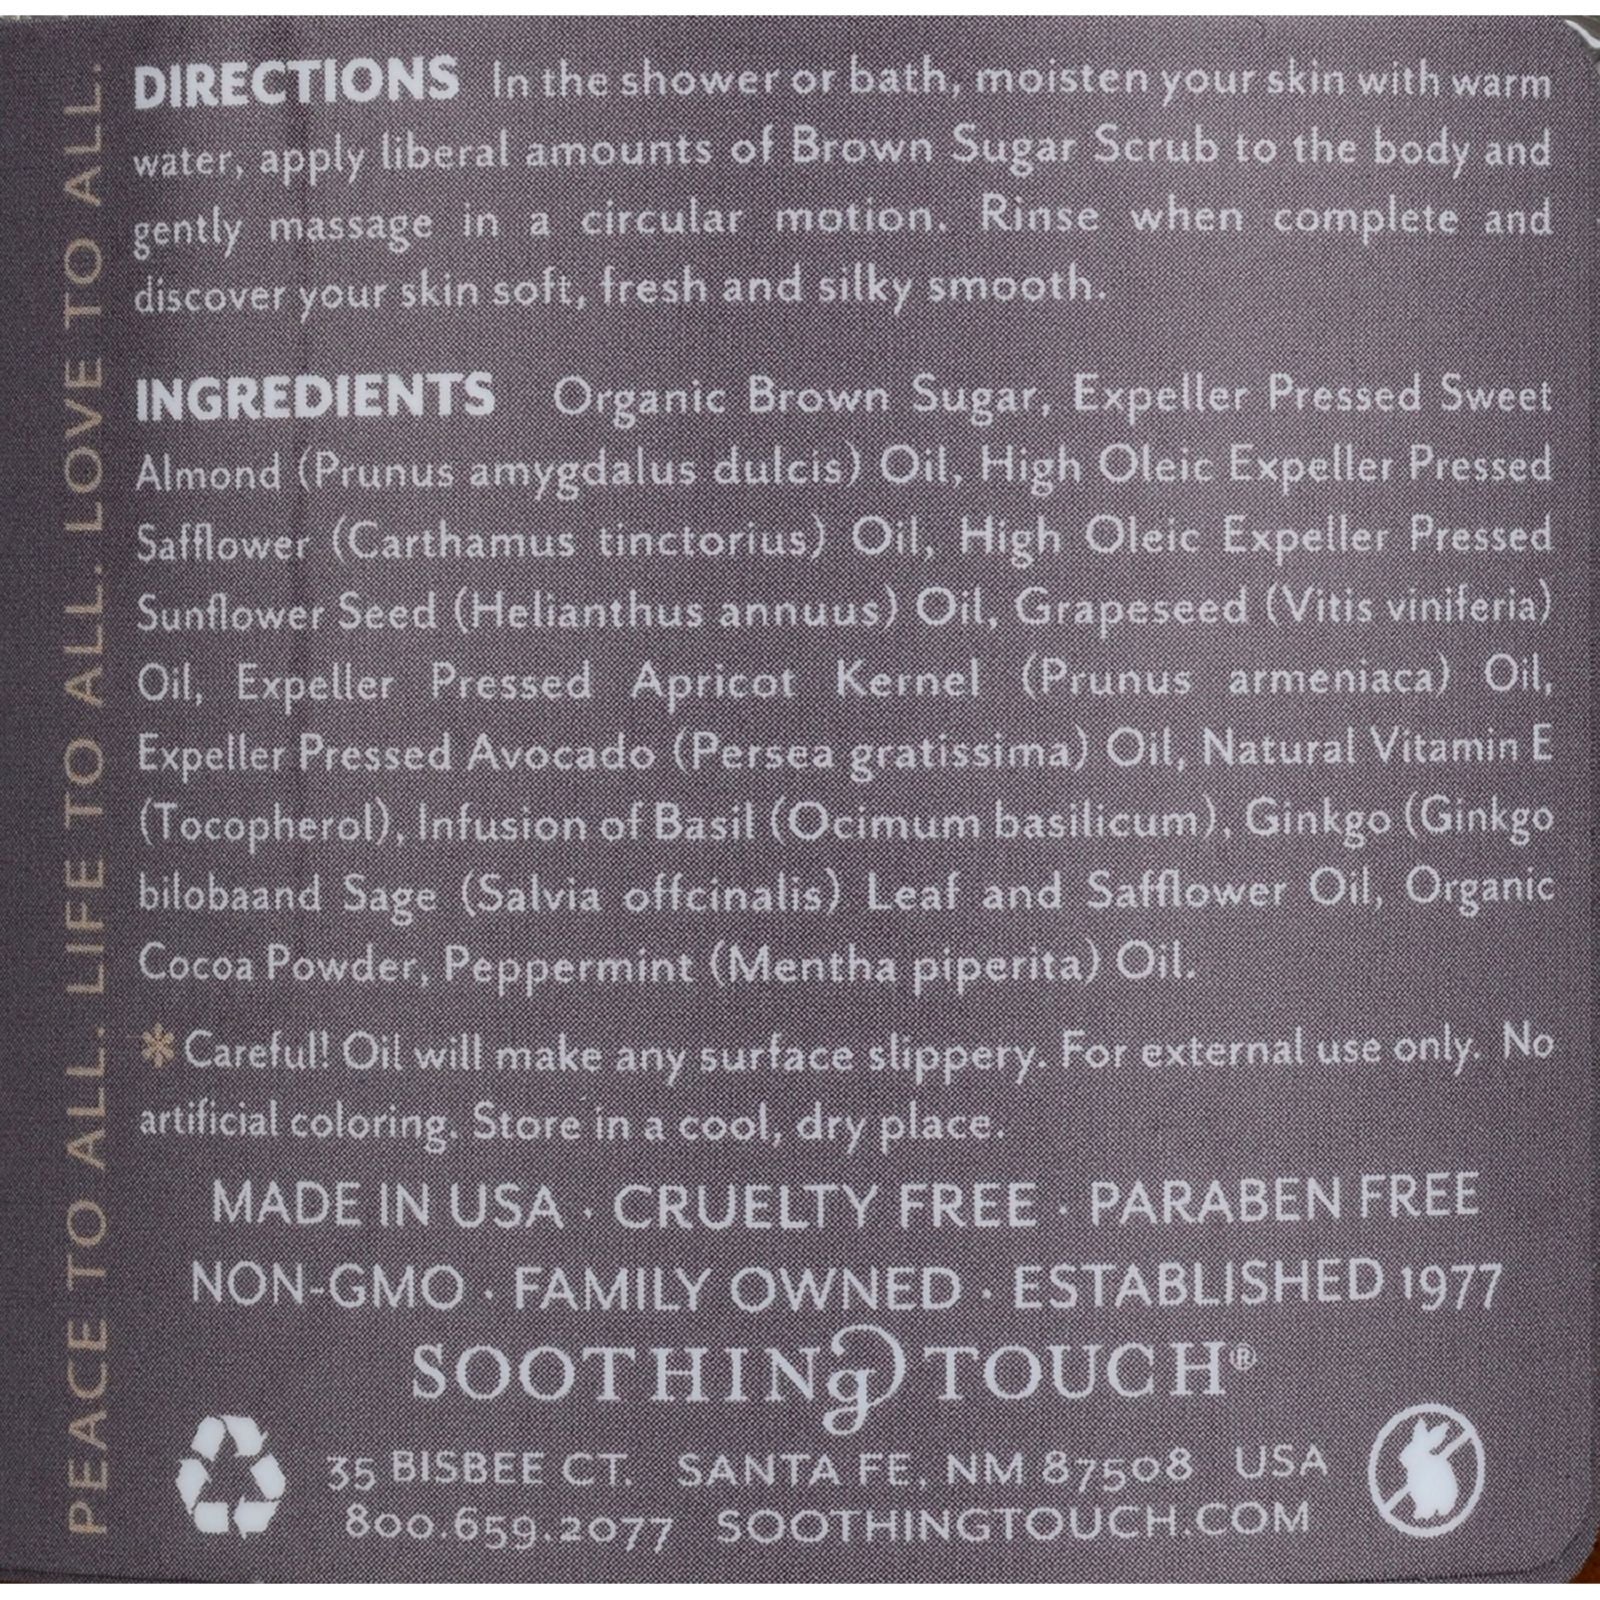 PEACE TO ALL. LIFE TO ALL. LOVE TO ALL.
DIRECTIONS In the shower or bath, moisten your skin with warm
water, apply liberal amounts of Brown Sugar Scrub to the body and
gently massage in a circular motion. Rinse when complete and
discover your skin soft, fresh and silky smooth.
INGREDIENTS Organic Brown Sugar, Expeller Pressed Sweet
Almond (Prunus amygdalus dulcis) Oil, High Oleic Expeller Pressed
Safflower (Carthamus tinctorius) Oil, High Oleic Expeller Pressed
Sunflower Seed (Helianthus annuus) Oil, Grapeseed (Vitis viniferia)
Oil, Expeller Pressed Apricot Kernel (Prunus armeniaca) Oil,
Expeller Pressed Avocado (Persea gratissima) Oil, Natural Vitamin E
(Tocopherol), Infusion of Basil (Ocimum basilicum), Ginkgo (Ginkgo
bilobaand Sage (Salvia offcinalis) Leaf and Safflower Oil, Organic
Cocoa Powder, Peppermint (Mentha piperita) Oil.
* Careful! Oil will make any surface slippery. For external use only. No
artificial coloring. Store in a cool, dry place.
MADE IN USA · CRUELTY FREE · PARABEN FREE
NON-GMO · FAMILY OWNED · ESTABLISHED 1977
SOOTHING TOUCH®
35 BISBEE CT. SANTA FE, NM 87508 USA
800.659.2077 SOOTHINGTOUCH.COM